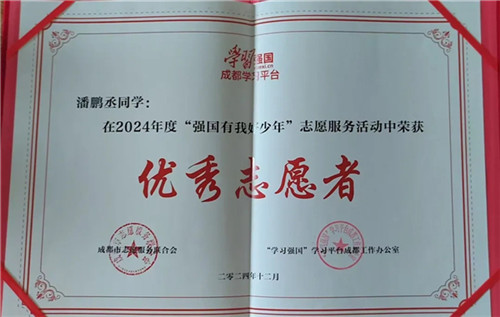 学习强国
成都学习平台
潘鹏丞同学：
在2024年度“强国有我好少年”志愿服务活动中荣获
优秀志愿者
成都市志愿服务联合会
“学习强国”学习平台成都工作办公室
二零二四年十二月